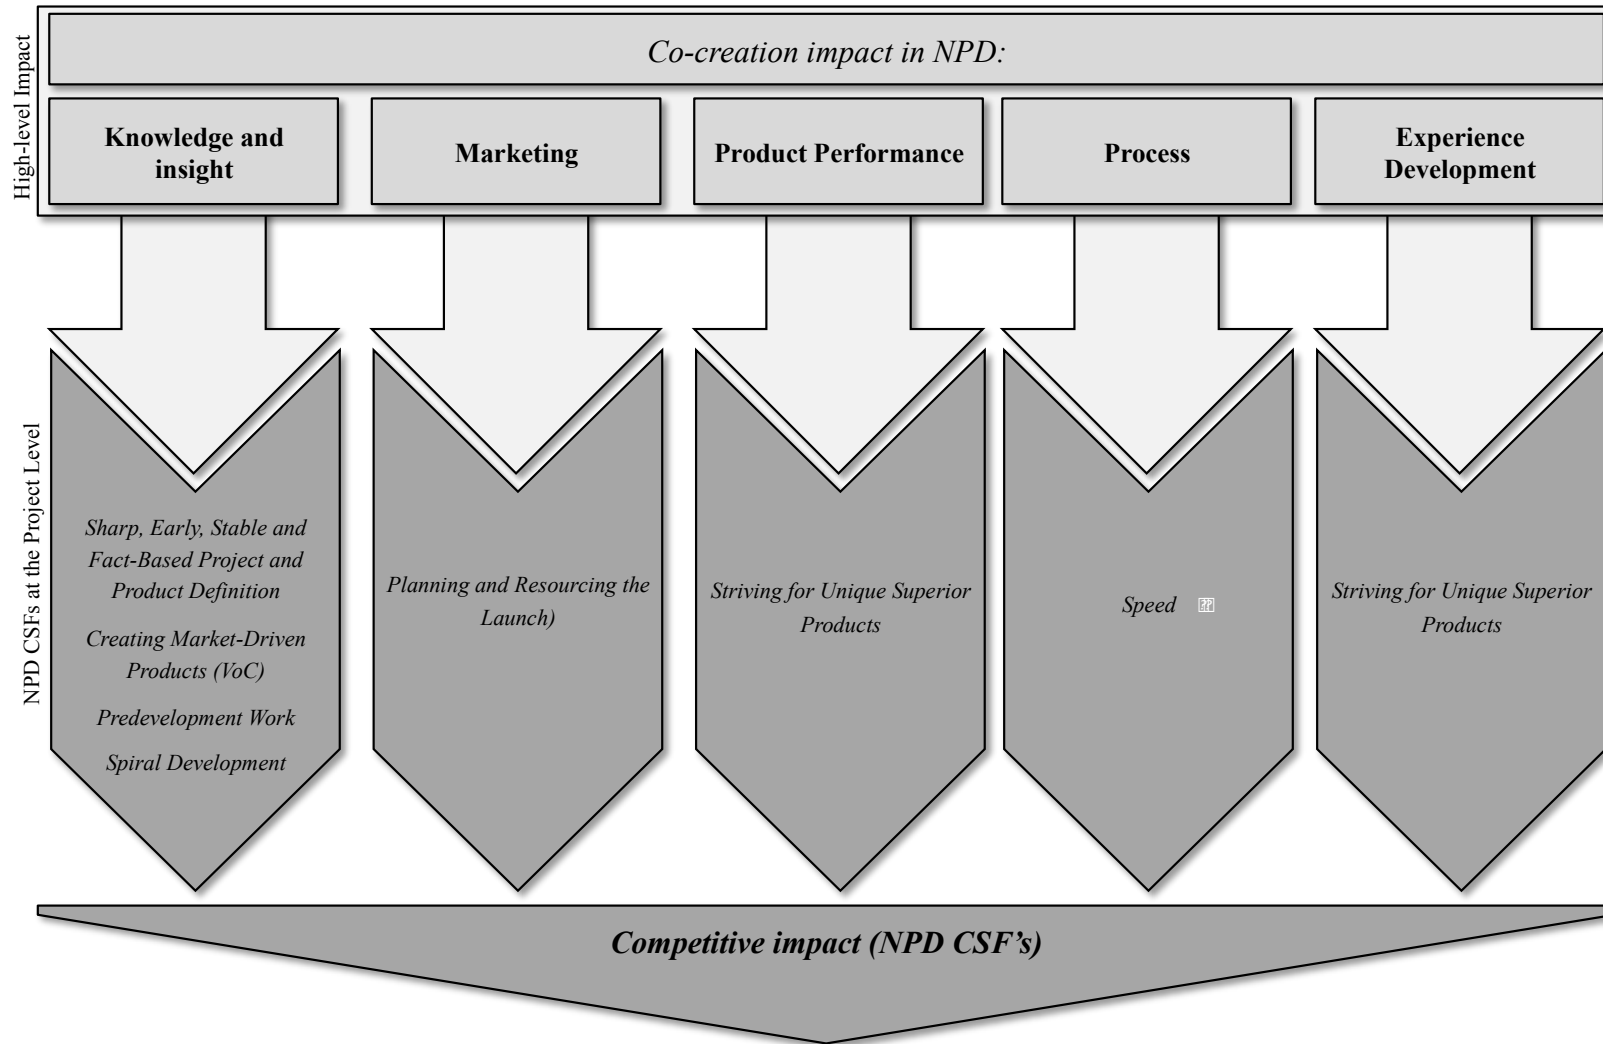 Co-creation impact in NPD:
High-level Impact
Knowledge and
insight
Marketing
Product Performance
Process
Experience
Development
NPD CSFs at the Project Level
Sharp, Early, Stable and
Fact-Based Project and
Product Definition
Creating Market-Driven
Products (VoC)
Predevelopment Work
Spiral Development
Planning and Resourcing the
Launch)
Striving for Unique Superior
Products
Speed
Striving for Unique Superior
Products
Competitive impact (NPD CSF's)